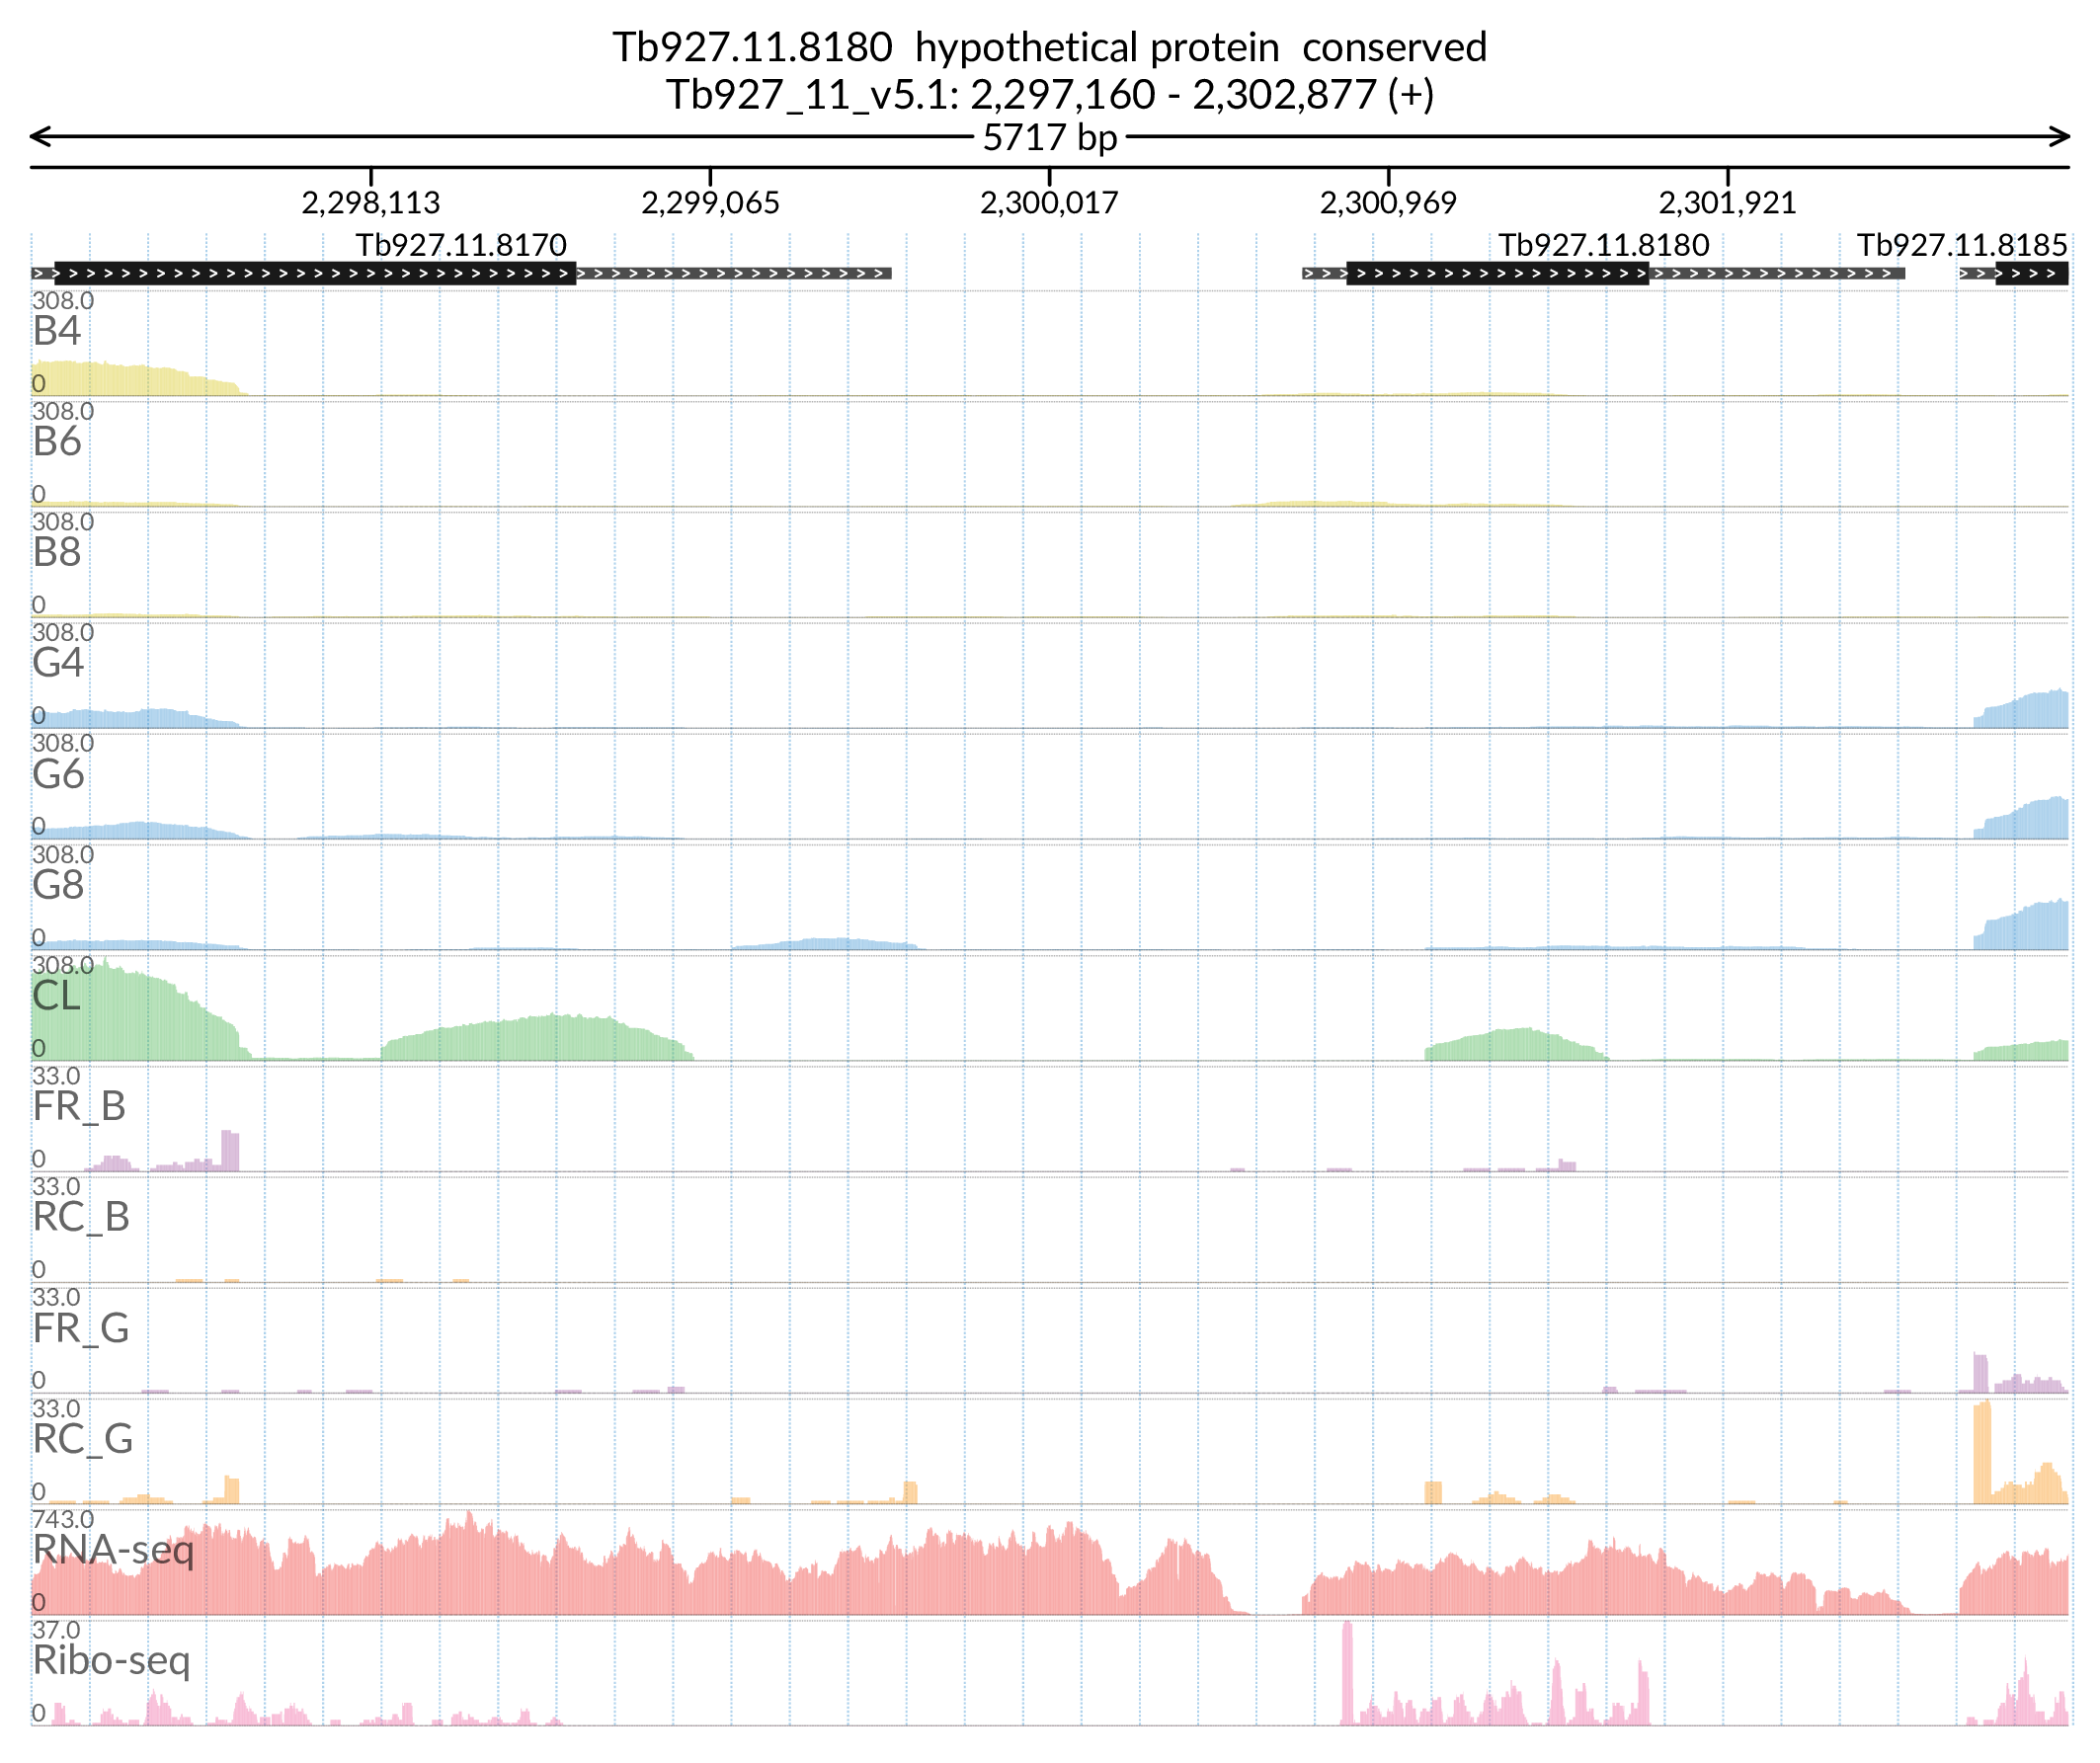 Tb927.11.8180 hypothetical protein conserved
Tb927_11_v5.1: 2,297,160 - 2,302,877 (+)
5717 bp
2,298,113 2,299,065 2,300,017 2,300,969 2,301,921
Tb927.11.8170 Tb927.11.8180 Tb927.11.8185
308.0
B4
0
308.0
B6
0
308.0
B8
0
308.0
G4
0
308.0
G6
0
308.0
G8
0
308.0
CL
0
33.0
FR_B
0
33.0
RC_B
0
33.0
FR_G
0
33.0
RC_G
0
743.0
RNA-seq
0
37.0
Ribo-seq
0